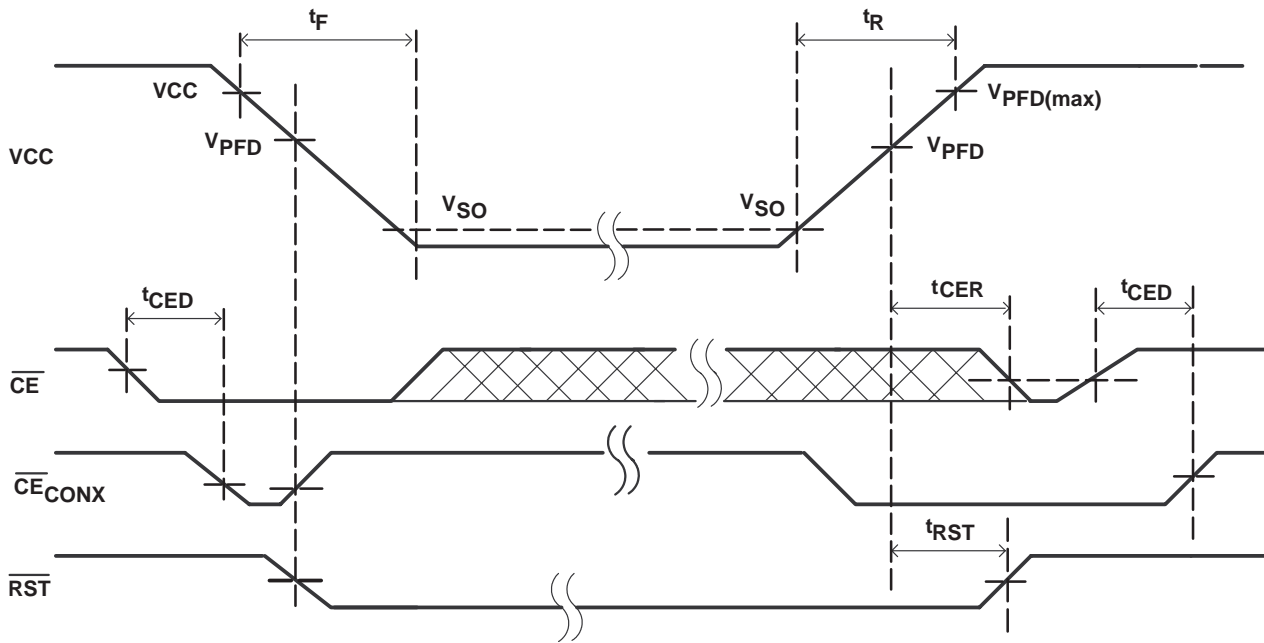 tF
tR
VCC
VPFD(max)
VPFD
VPFD
VCC
VSO
VSO
tCED
tCER
tCED
CE
CECONX
tRST
RST